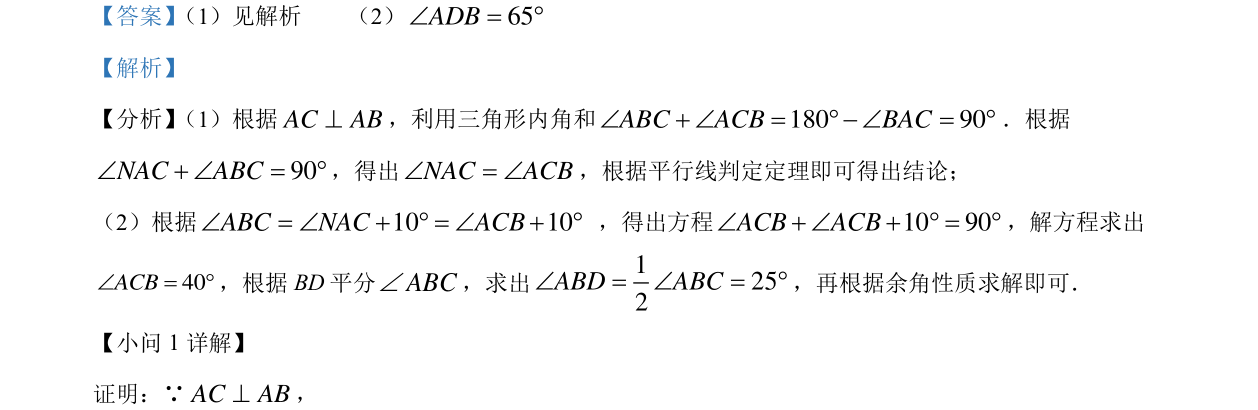 【答案】（1）见解析　　（2）∠ADB = 65°
【解析】
【分析】（1）根据 AC ⊥ AB，利用三角形内角和∠ABC + ∠ACB = 180° − ∠BAC = 90°．根据
∠NAC + ∠ABC = 90°，得出∠NAC = ∠ACB，根据平行线判定定理即可得出结论；
（2）根据∠ABC = ∠NAC +10° = ∠ACB+10° ，得出方程∠ACB + ∠ACB +10° = 90°，解方程求出
∠ACB = 40°，根据 BD 平分∠ABC，求出∠ABD = 1/2 ∠ABC = 25°，再根据余角性质求解即可．
【小问 1 详解】
证明：∵ AC ⊥ AB，